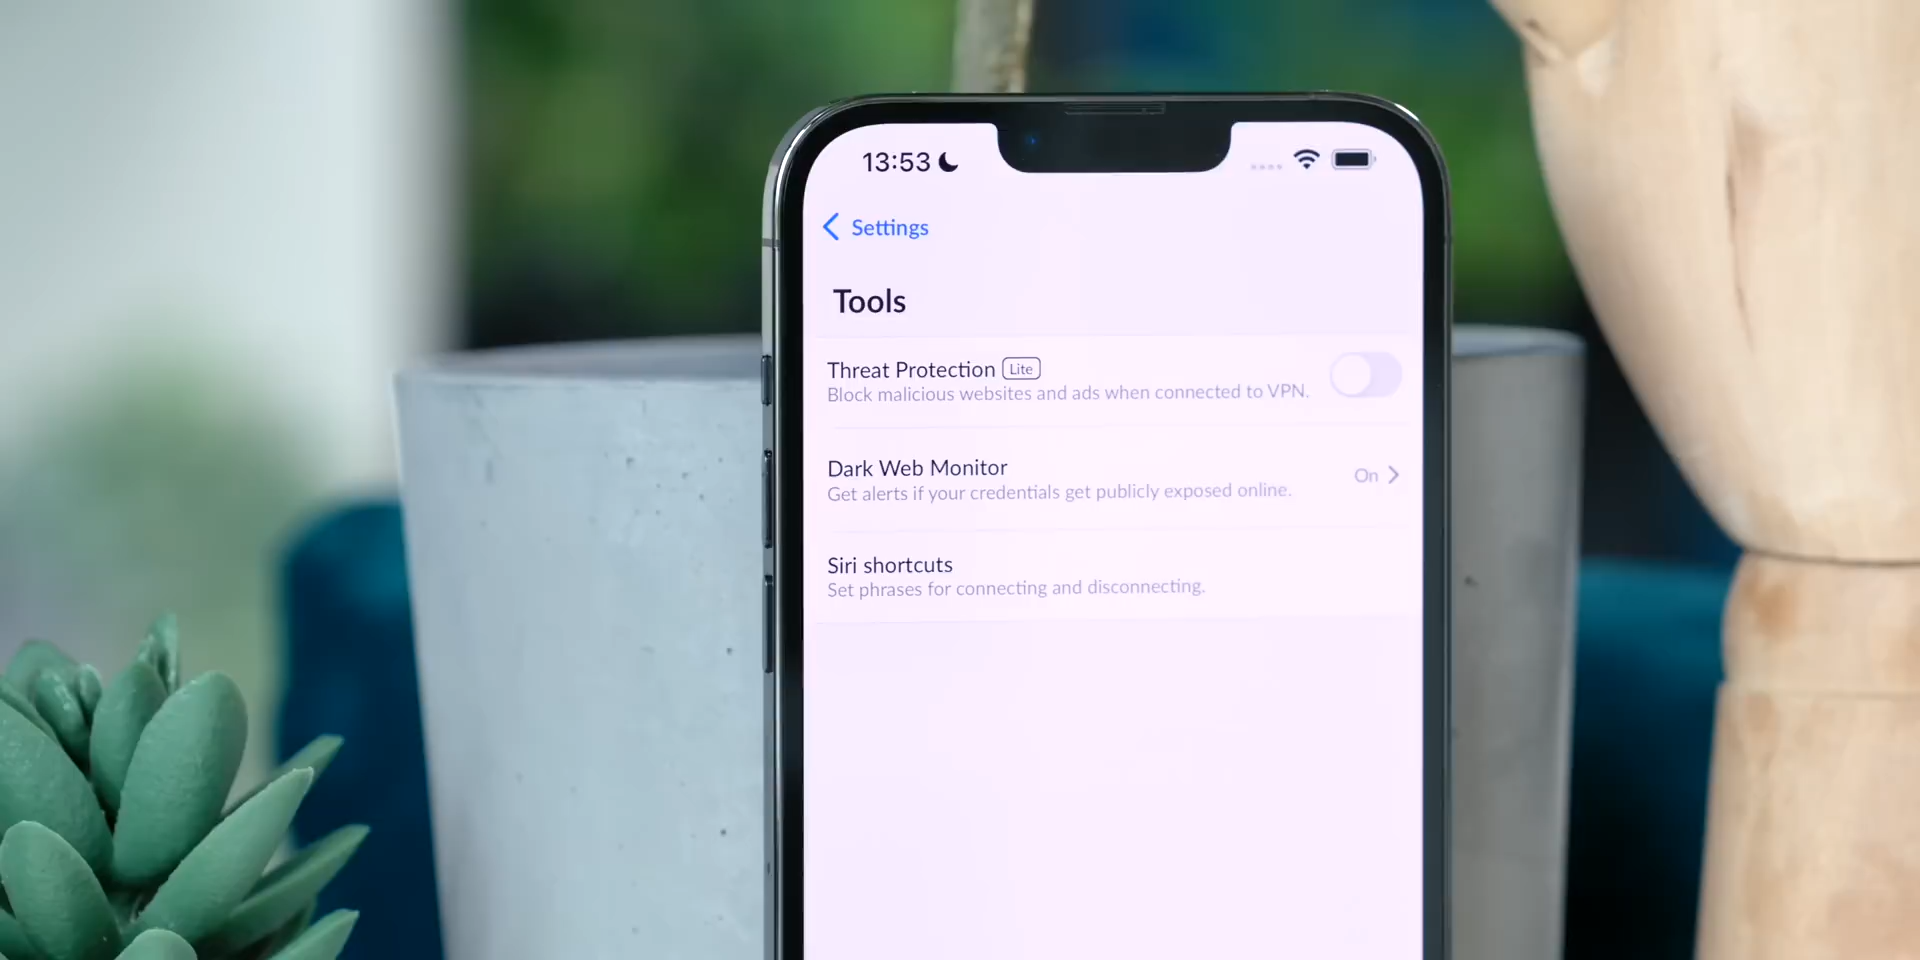 13:53
Settings
Tools
Threat Protection Lite
Block malicious websites and ads when connected to VPN.
Dark Web Monitor
Get alerts if your credentials get publicly exposed online.
On
Siri shortcuts
Set phrases for connecting and disconnecting.